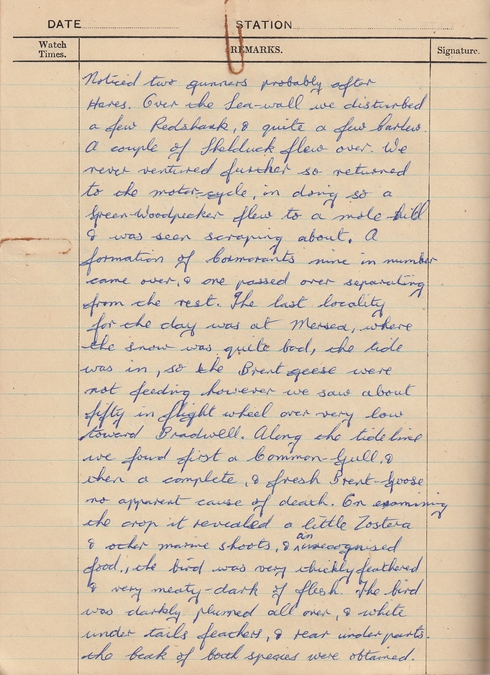 DATE STATION
Watch Times. REMARKS. Signature.
Noticed two gunners probably after
Hares. Over the Sea-wall we disturbed
a few Redshank, & quite a few Curlew.
A couple of Shelduck flew over. We
never ventured further so returned
to the motor-cycle, in doing so a
Green-Woodpecker flew to a mole-hill
& was seen scraping about. A
formation of Cormorants nine in number
came over, & one passed over separating
from the rest. The last locality
for the day was at Mersea, where
the snow was quite bad, the tide
was in, so the Brent geese were
not feeding however we saw about
fifty in flight wheel over very low
toward Bradwell. Along the tide line
we found first a Common-Gull, &
then a complete, & fresh Brent-Goose
no apparent cause of death. On examining
the crop it revealed a little Zostera
& other marine shoots, & an unrecognised
food., the bird was very thickly feathered
& very meaty-dark of flesh. The bird
was darkly plumed all over, & white
under tails feathers, & rear under parts.
the beak of both species were obtained.